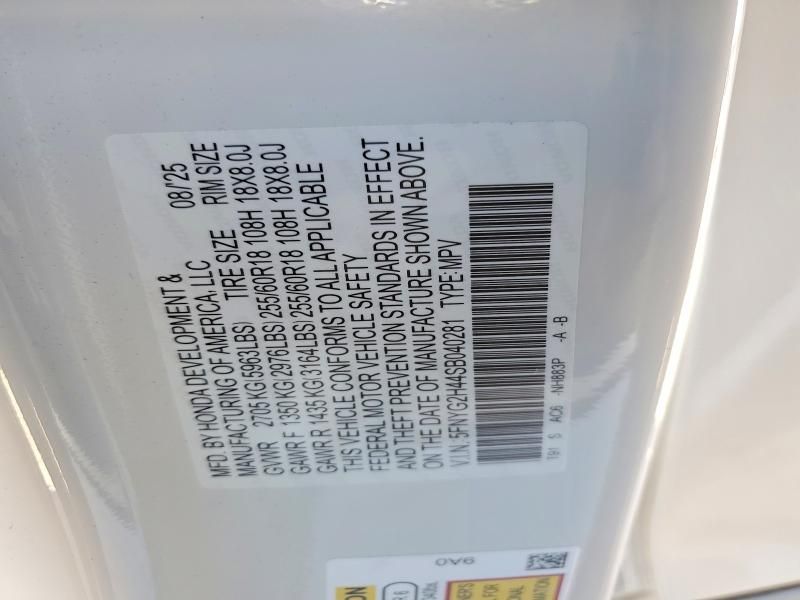 MFD. BY HONDA DEVELOPMENT & 08/'25
MANUFACTURING OF AMERICA, LLC
GVWR 2705 KG(5963LBS) TIRE SIZE RIM SIZE
GAWR F 1350 KG(2976LBS)/255/60R18 108H 18X8.0J
GAWR R 1435 KG(3164LBS)/255/60R18 108H 18X8.0J
THIS VEHICLE CONFORMS TO ALL APPLICABLE
FEDERAL MOTOR VEHICLE SAFETY
AND THEFT PREVENTION STANDARDS IN EFFECT
ON THE DATE OF MANUFACTURE SHOWN ABOVE.
V.I.N: 5FNYG2H44SB040281 TYPE: MPV
T91 S AC6 -NH883P -A -B
9A0